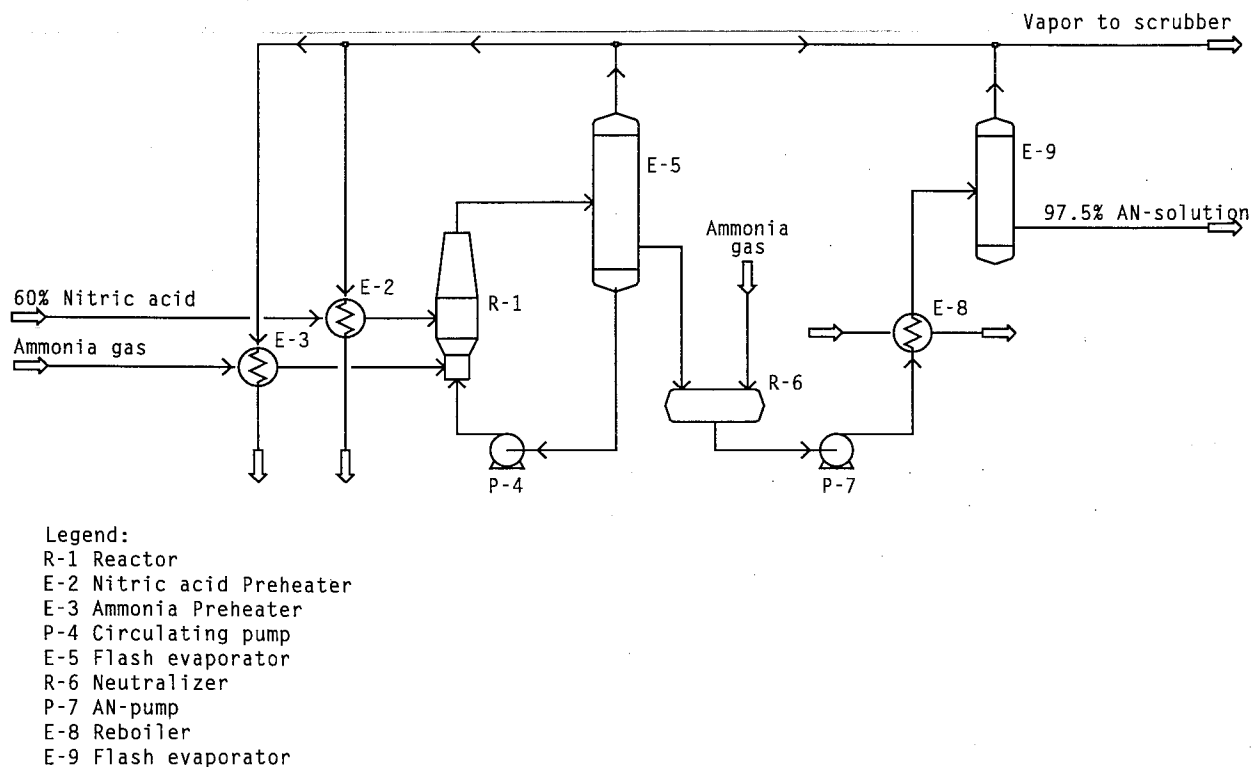 Vapor to scrubber
E-5
E-9
97.5% AN-solution
Ammonia
gas
60% Nitric acid
E-2
R-1
E-8
Ammonia gas
E-3
R-6
P-4
P-7
Legend:
R-1 Reactor
E-2 Nitric acid Preheater
E-3 Ammonia Preheater
P-4 Circulating pump
E-5 Flash evaporator
R-6 Neutralizer
P-7 AN-pump
E-8 Reboiler
E-9 Flash evaporator